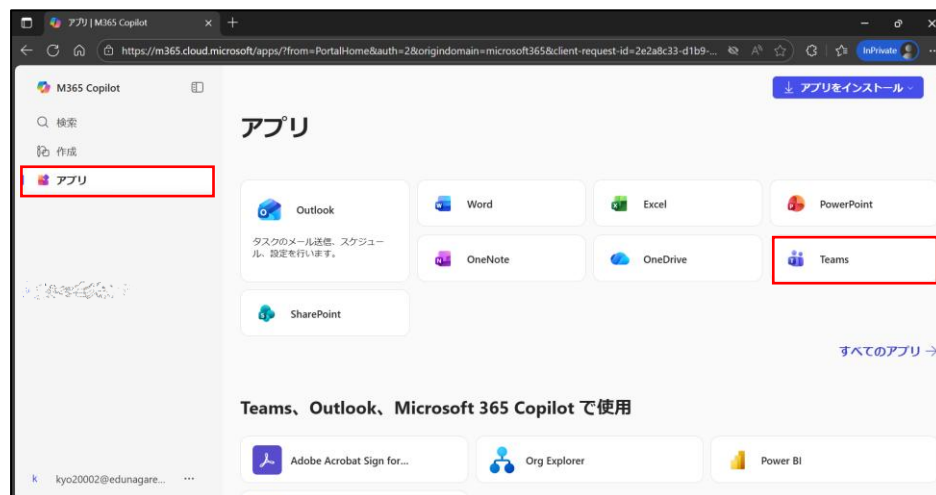 アプリ | M365 Copilot
https://m365.cloud.microsoft/apps/?from=PortalHome&auth=2&origindomain=microsoft365&client-request-id=2e2a8c33-d1b9-...
InPrivate
M365 Copilot
アプリをインストール
検索
作成
アプリ
アプリ
Outlook
タスクのメール送信、スケジュー
ル、設定を行います。
Word
Excel
PowerPoint
OneNote
OneDrive
Teams
SharePoint
すべてのアプリ →
Teams、Outlook、Microsoft 365 Copilot で使用
Adobe Acrobat Sign for...
Org Explorer
Power BI
k kyo20002@edunagare... ...